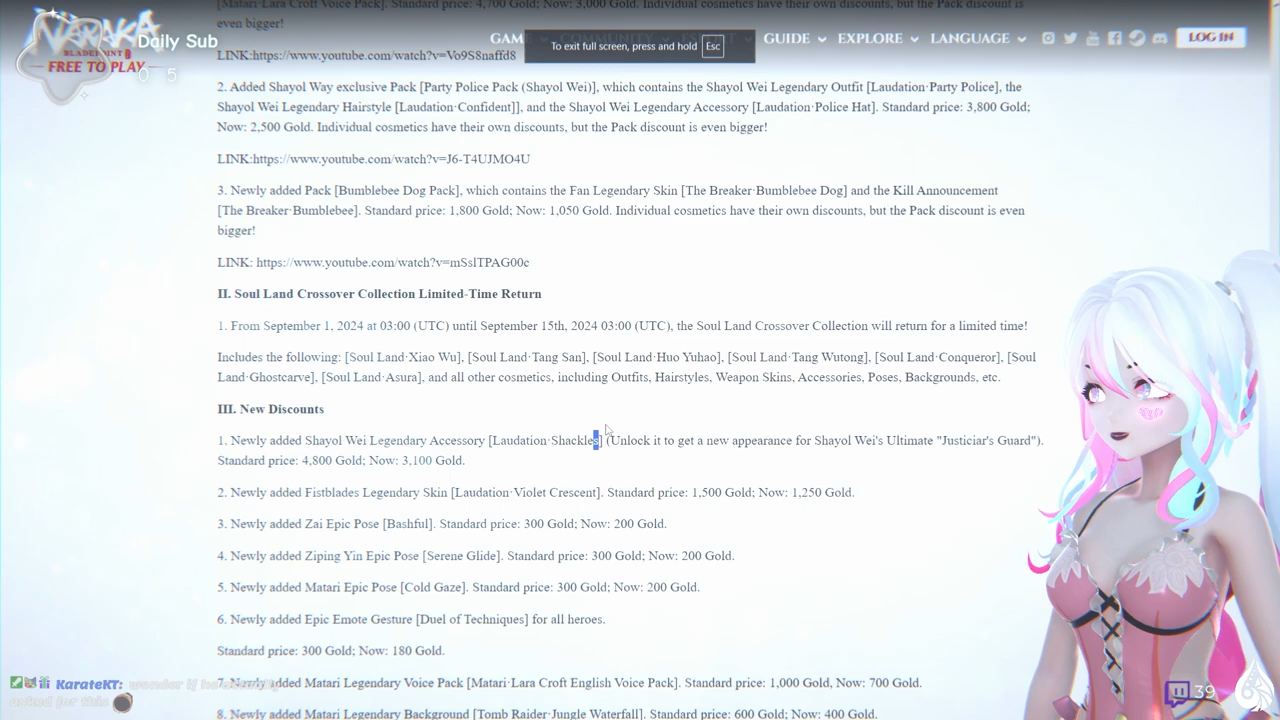 [Matari·Lara Croft Voice Pack]. Standard price: 4,700 Gold; Now: 3,000 Gold. Individual cosmetics have their own discounts, but the Pack discount is
even bigger!
NARAKA
BLADEPOINT
FREE TO PLAY
Daily Sub
0 5
COMMUNITY
GUIDE
EXPLORE
LANGUAGE
LOG IN
To exit full screen, press and hold Esc
LINK:https://www.youtube.com/watch?v=Vo9S8naffd8
2. Added Shayol Way exclusive Pack [Party Police Pack (Shayol Wei)], which contains the Shayol Wei Legendary Outfit [Laudation·Party Police], the
Shayol Wei Legendary Hairstyle [Laudation·Confident]], and the Shayol Wei Legendary Accessory [Laudation·Police Hat]. Standard price: 3,800 Gold;
Now: 2,500 Gold. Individual cosmetics have their own discounts, but the Pack discount is even bigger!
LINK:https://www.youtube.com/watch?v=J6-T4UJMO4U
3. Newly added Pack [Bumblebee Dog Pack], which contains the Fan Legendary Skin [The Breaker·Bumblebee Dog] and the Kill Announcement
[The Breaker·Bumblebee]. Standard price: 1,800 Gold; Now: 1,050 Gold. Individual cosmetics have their own discounts, but the Pack discount is even
bigger!
LINK: https://www.youtube.com/watch?v=mSslTPAG00c
II. Soul Land Crossover Collection Limited-Time Return
1. From September 1, 2024 at 03:00 (UTC) until September 15th, 2024 03:00 (UTC), the Soul Land Crossover Collection will return for a limited time!
Includes the following: [Soul Land·Xiao Wu], [Soul Land·Tang San], [Soul Land·Huo Yuhao], [Soul Land·Tang Wutong], [Soul Land·Conqueror], [Soul
Land·Ghostcarve], [Soul Land·Asura], and all other cosmetics, including Outfits, Hairstyles, Weapon Skins, Accessories, Poses, Backgrounds, etc.
III. New Discounts
1. Newly added Shayol Wei Legendary Accessory [Laudation·Shackles] (Unlock it to get a new appearance for Shayol Wei's Ultimate "Justiciar's Guard").
Standard price: 4,800 Gold; Now: 3,100 Gold.
2. Newly added Fistblades Legendary Skin [Laudation·Violet Crescent]. Standard price: 1,500 Gold; Now: 1,250 Gold.
3. Newly added Zai Epic Pose [Bashful]. Standard price: 300 Gold; Now: 200 Gold.
4. Newly added Ziping Yin Epic Pose [Serene Glide]. Standard price: 300 Gold; Now: 200 Gold.
5. Newly added Matari Epic Pose [Cold Gaze]. Standard price: 300 Gold; Now: 200 Gold.
6. Newly added Epic Emote Gesture [Duel of Techniques] for all heroes.
Standard price: 300 Gold; Now: 180 Gold.
7. Newly added Matari Legendary Voice Pack [Matari·Lara Croft English Voice Pack]. Standard price: 1,000 Gold, Now: 700 Gold.
KarateKT: wonder if he
asked for this
8. Newly added Matari Legendary Background [Tomb Raider·Jungle Waterfall]. Standard price: 600 Gold; Now: 400 Gold.
39